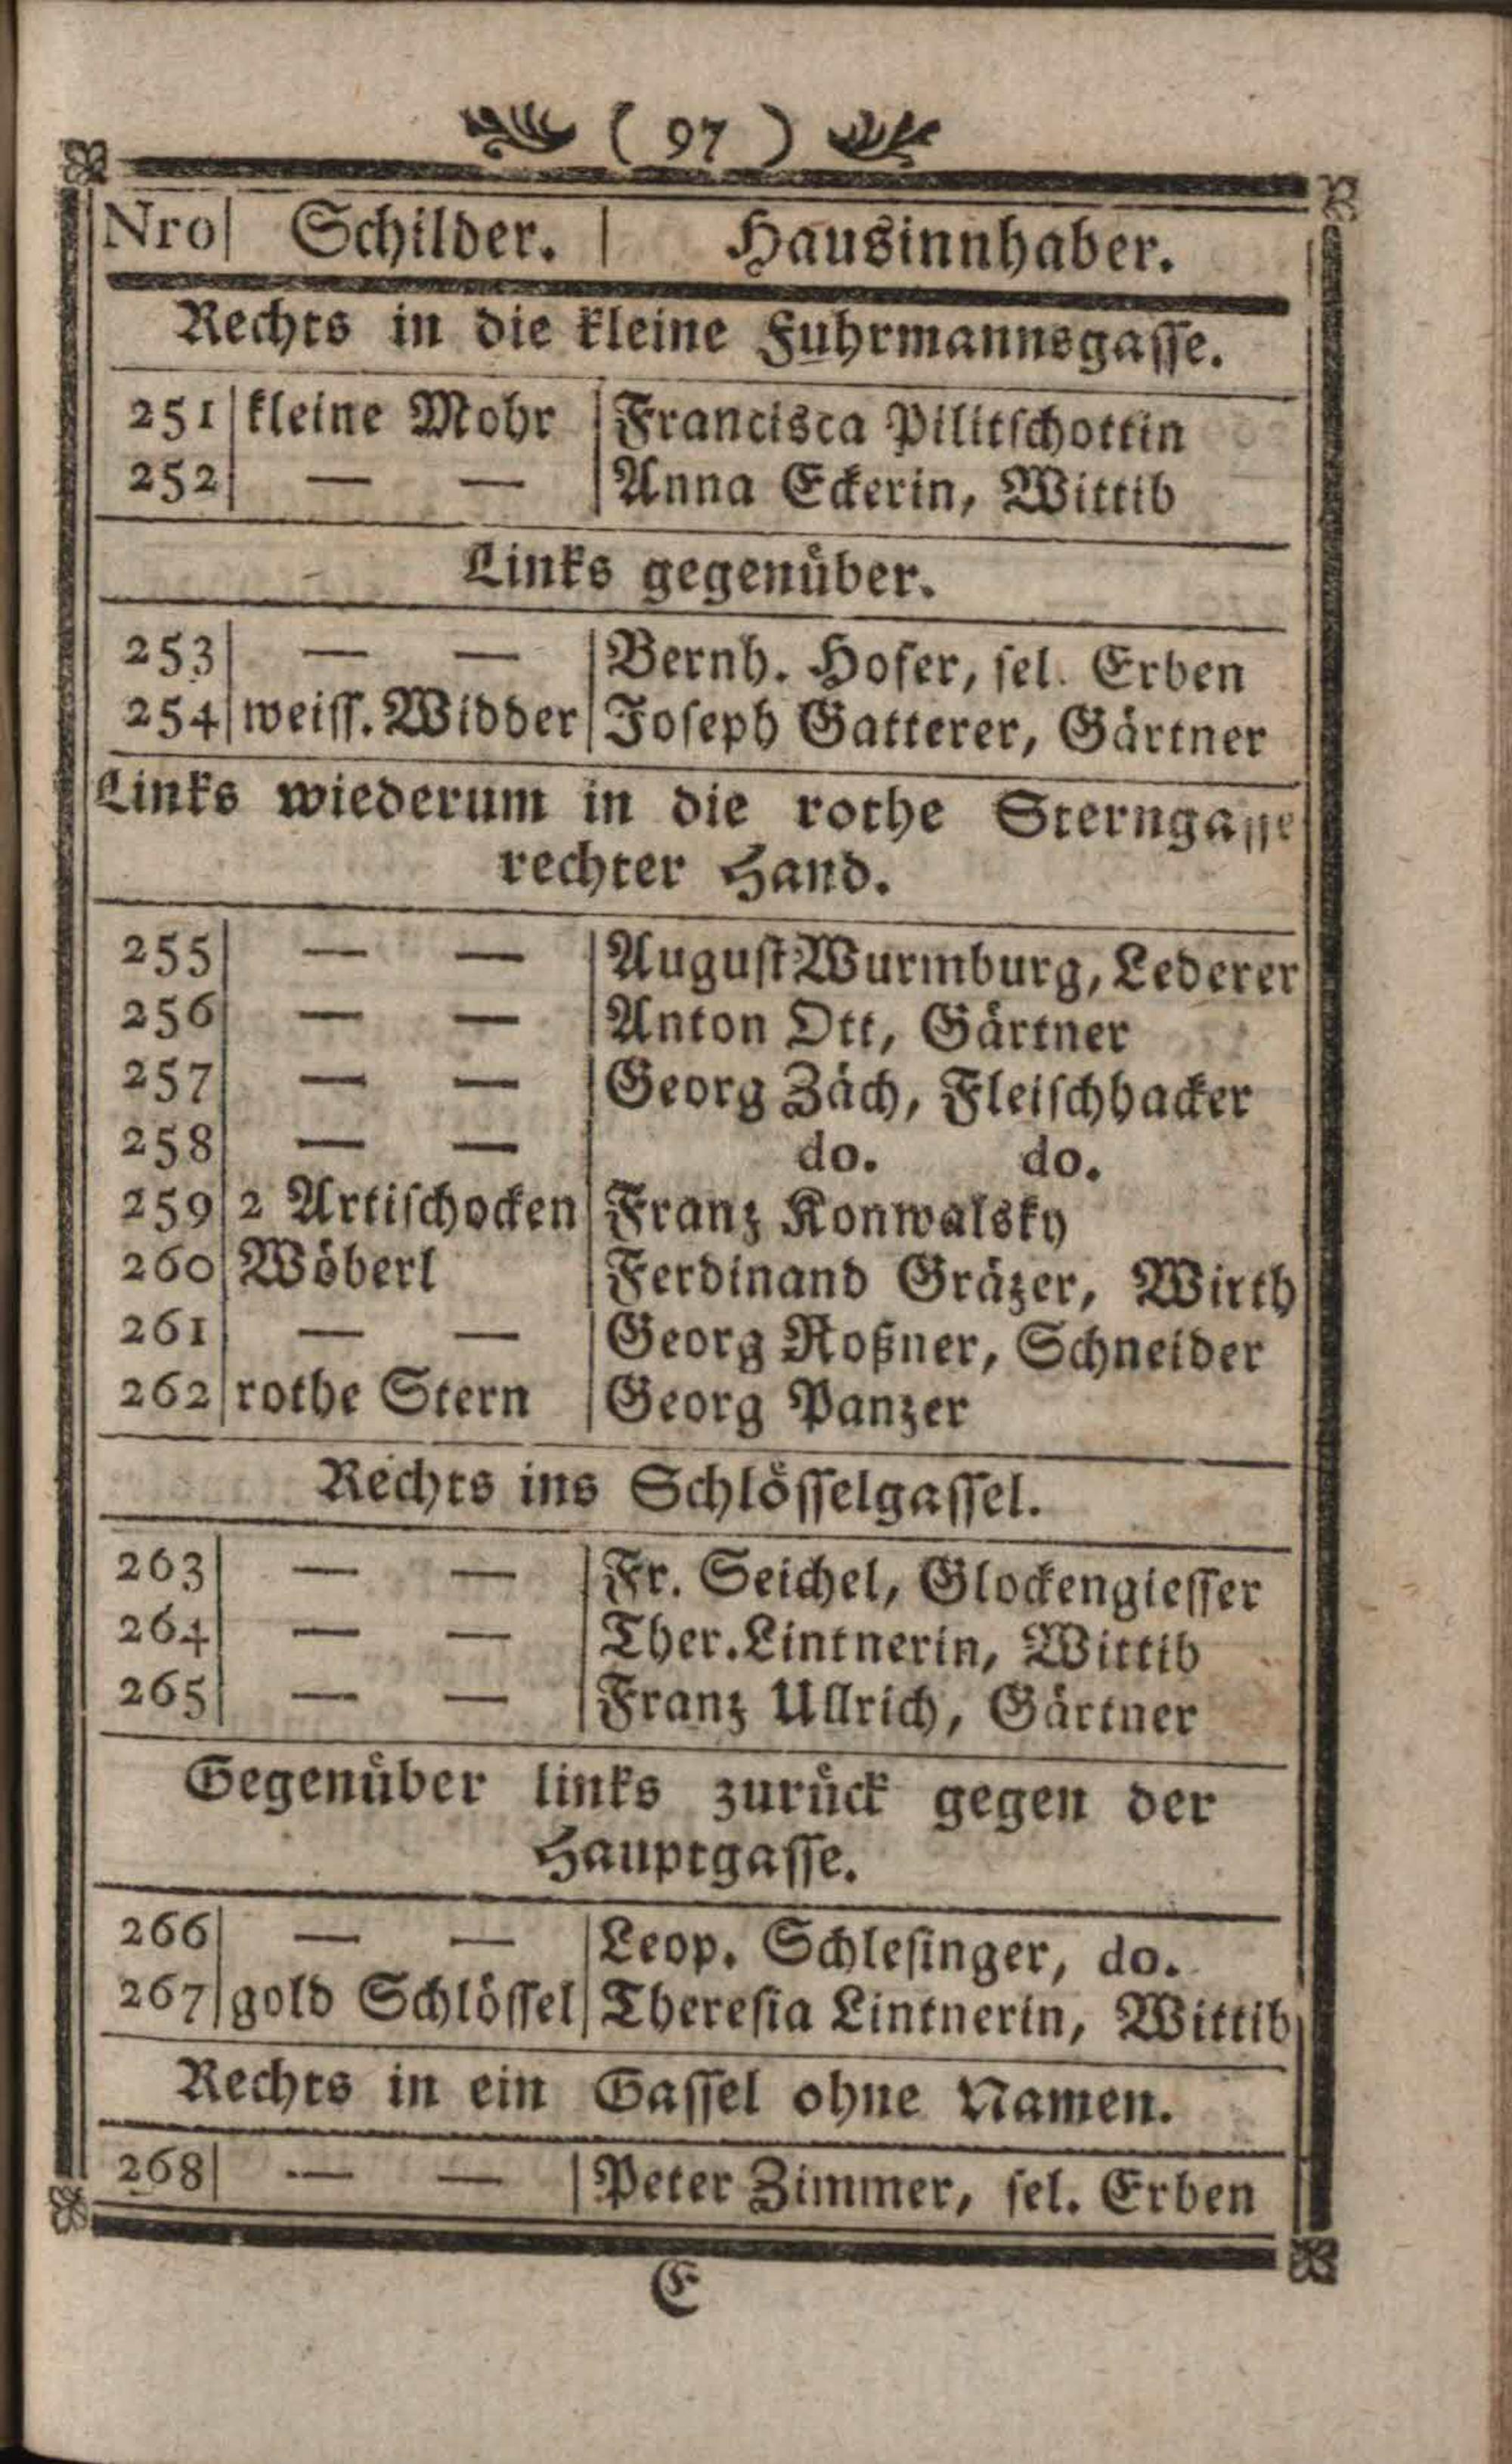 ( 97 )
Nro Schilder. Hausinnhaber.
Rechts in die kleine Fuhrmannsgasse.
251 kleine Mohr Francisca Pilitschottin
252 — — Anna Eckerin, Wittib
Links gegenüber.
253 — — Bernh. Hofer, sel. Erben
254 weiss. Widder Joseph Gatterer, Gärtner
Links wiederum in die rothe Sterngasse
rechter Hand.
255 — — August Wurmburg, Lederer
256 — — Anton Ott, Gärtner
257 — — Georg Zäch, Fleischhacker
258 — — do. do.
259 2 Artischocken Franz Konwalsky
260 Wöberl Ferdinand Gräzer, Wirth
261 — — Georg Roßner, Schneider
262 rothe Stern Georg Panzer
Rechts ins Schlösselgassel.
263 — — Fr. Seichel, Glockengiesser
264 — — Ther. Lintnerin, Wittib
265 — — Franz Ullrich, Gärtner
Gegenüber links zurück gegen der
Hauptgasse.
266 — — Leop. Schlesinger, do.
267 gold Schlössel Theresia Lintnerin, Wittib
Rechts in ein Gassel ohne Namen.
268 — — Peter Zimmer, sel. Erben
E